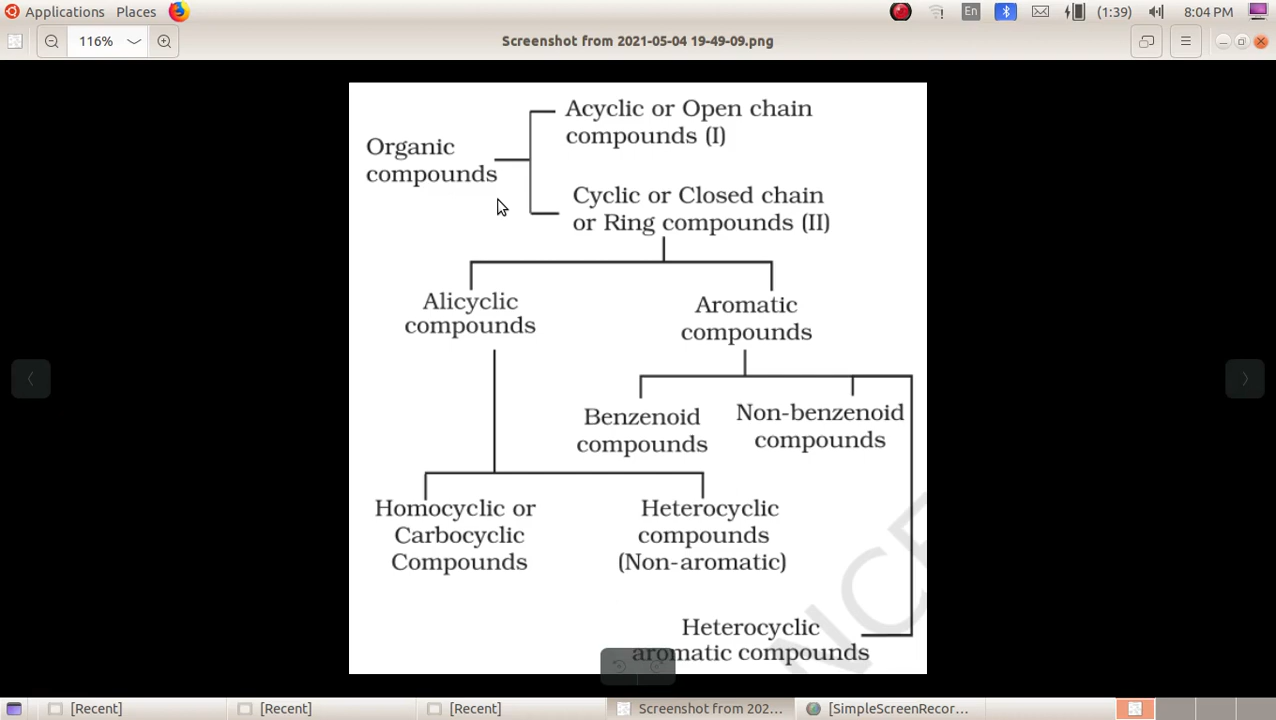 Applications Places En (1:39) 8:04 PM
116% Screenshot from 2021-05-04 19-49-09.png
Acyclic or Open chain
compounds (I)
Organic
compounds
Cyclic or Closed chain
or Ring compounds (II)
Alicyclic
compounds
Aromatic
compounds
Benzenoid
compounds
Non-benzenoid
compounds
Homocyclic or
Carbocyclic
Compounds
Heterocyclic
compounds
(Non-aromatic)
Heterocyclic
aromatic compounds
[Recent] [Recent] [Recent] Screenshot from 202... [SimpleScreenRecor...